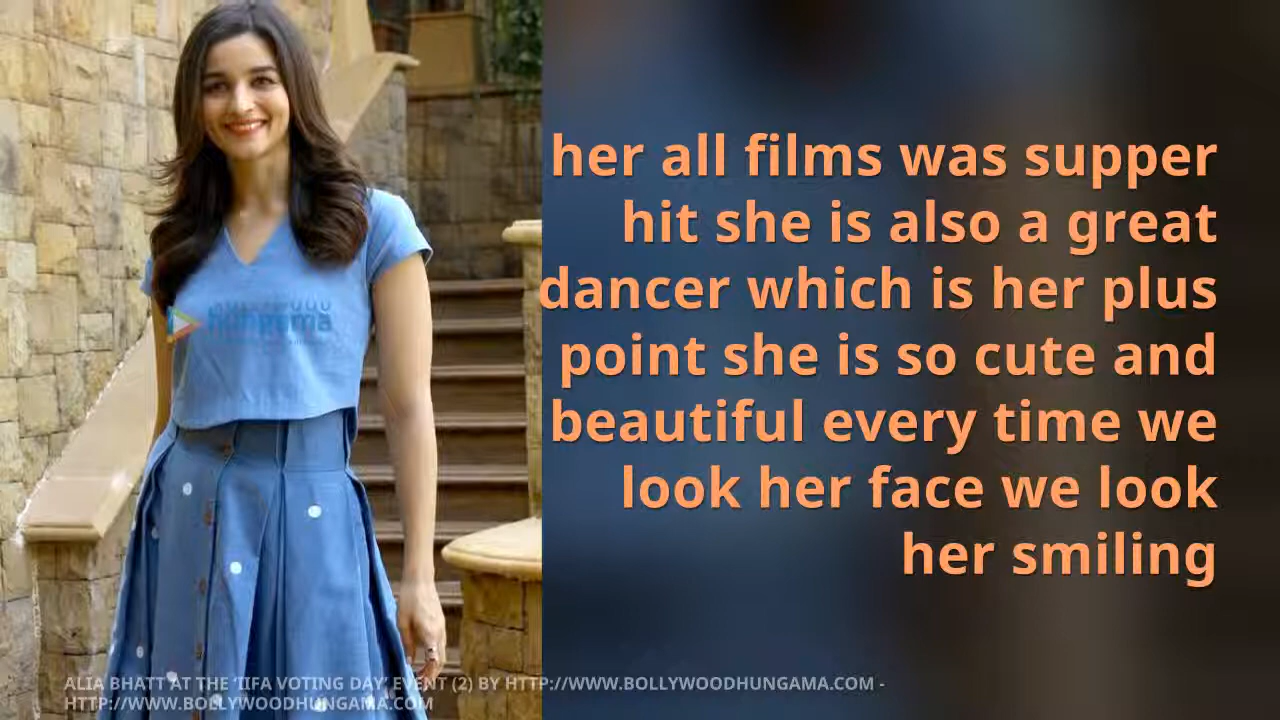 her all films was supper
hit she is also a great
dancer which is her plus
point she is so cute and
beautiful every time we
look her face we look
her smiling
hungama
ALIA BHATT AT THE ‘IIFA VOTING DAY’ EVENT (2) BY HTTP://WWW.BOLLYWOODHUNGAMA.COM -
HTTP://WWW.BOLLYWOODHUNGAMA.COM